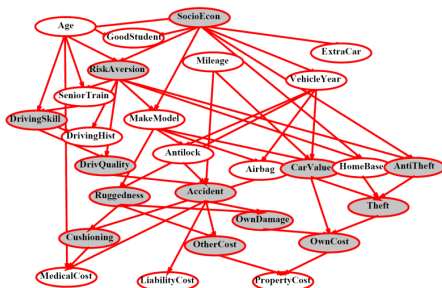 SocioEcon
Age
GoodStudent
ExtraCar
Mileage
RiskAversion
VehicleYear
SeniorTrain
DrivingSkill
MakeModel
DrivingHist
Antilock
DrivQuality
Airbag
CarValue
HomeBase
AntiTheft
Ruggedness
Accident
Theft
OwnDamage
Cushioning
OtherCost
OwnCost
MedicalCost
LiabilityCost
PropertyCost